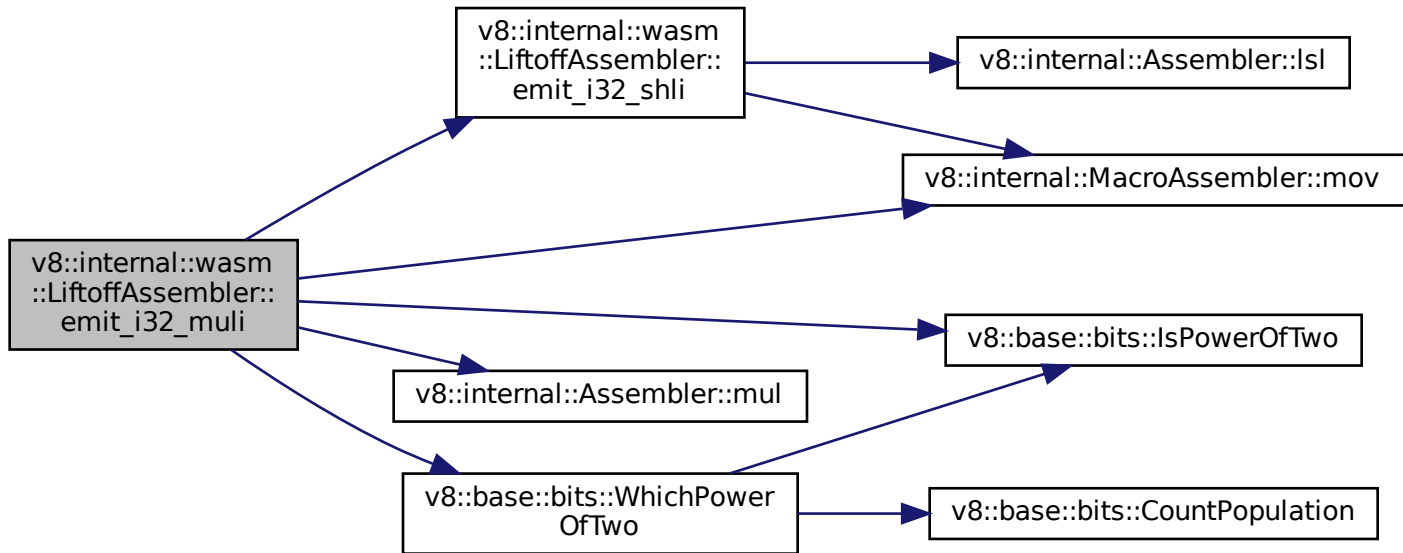 v8::internal::wasm
::LiftoffAssembler::
emit_i32_shli
v8::internal::Assembler::lsl
v8::internal::MacroAssembler::mov
v8::internal::wasm
::LiftoffAssembler::
emit_i32_muli
v8::base::bits::IsPowerOfTwo
v8::internal::Assembler::mul
v8::base::bits::WhichPower
OfTwo
v8::base::bits::CountPopulation